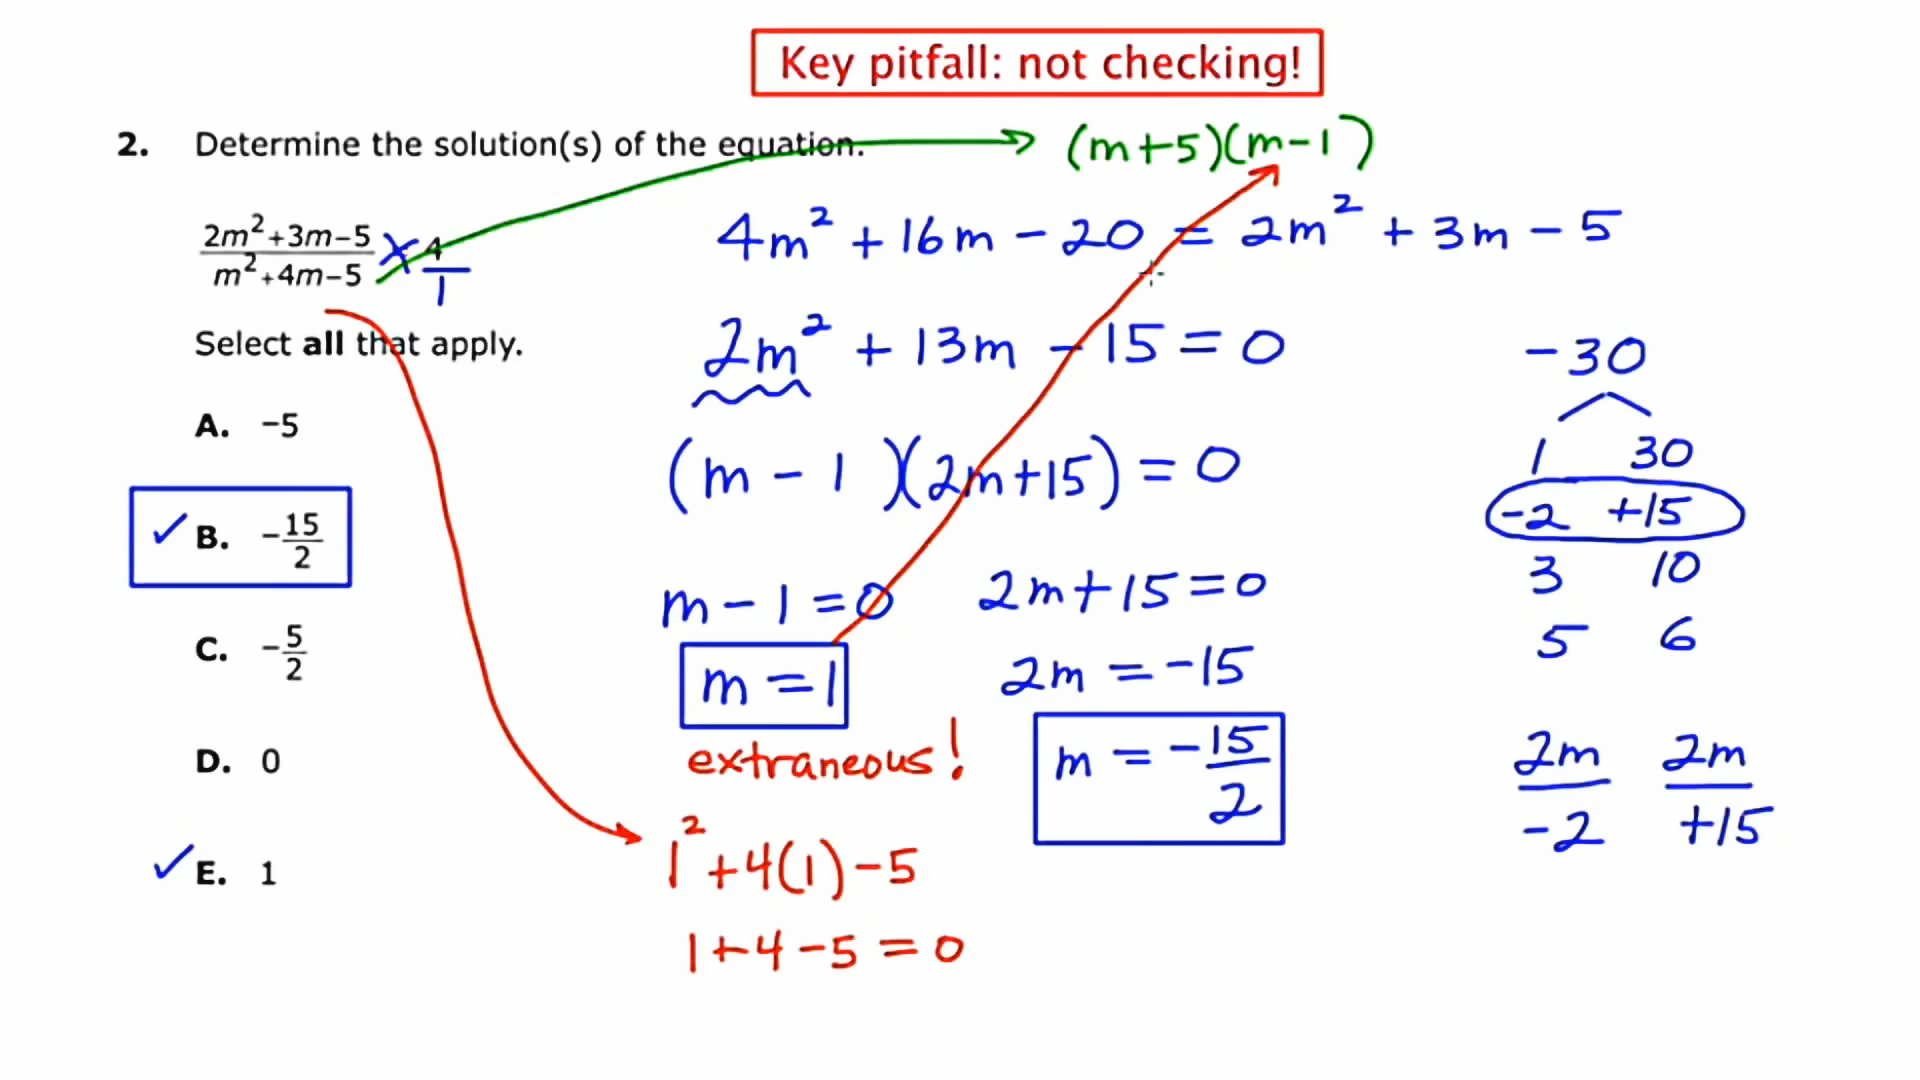 Key pitfall: not checking!
2. Determine the solution(s) of the equation.
(m+5)(m-1)
2m²+3m-5 4
m²+4m-5 1
4m² + 16m - 20 = 2m² + 3m - 5
Select all that apply.
2m² + 13m - 15 = 0
A. -5
(m - 1)(2m+15) = 0
B. -15/2
m - 1 = 0
2m+15=0
C. -5/2
m = 1
2m = -15
D. 0
extraneous!
m = -15/2
E. 1
1² + 4(1) - 5
1 + 4 - 5 = 0
-30
1 30
-2 +15
3 10
5 6
2m 2m
-2 +15